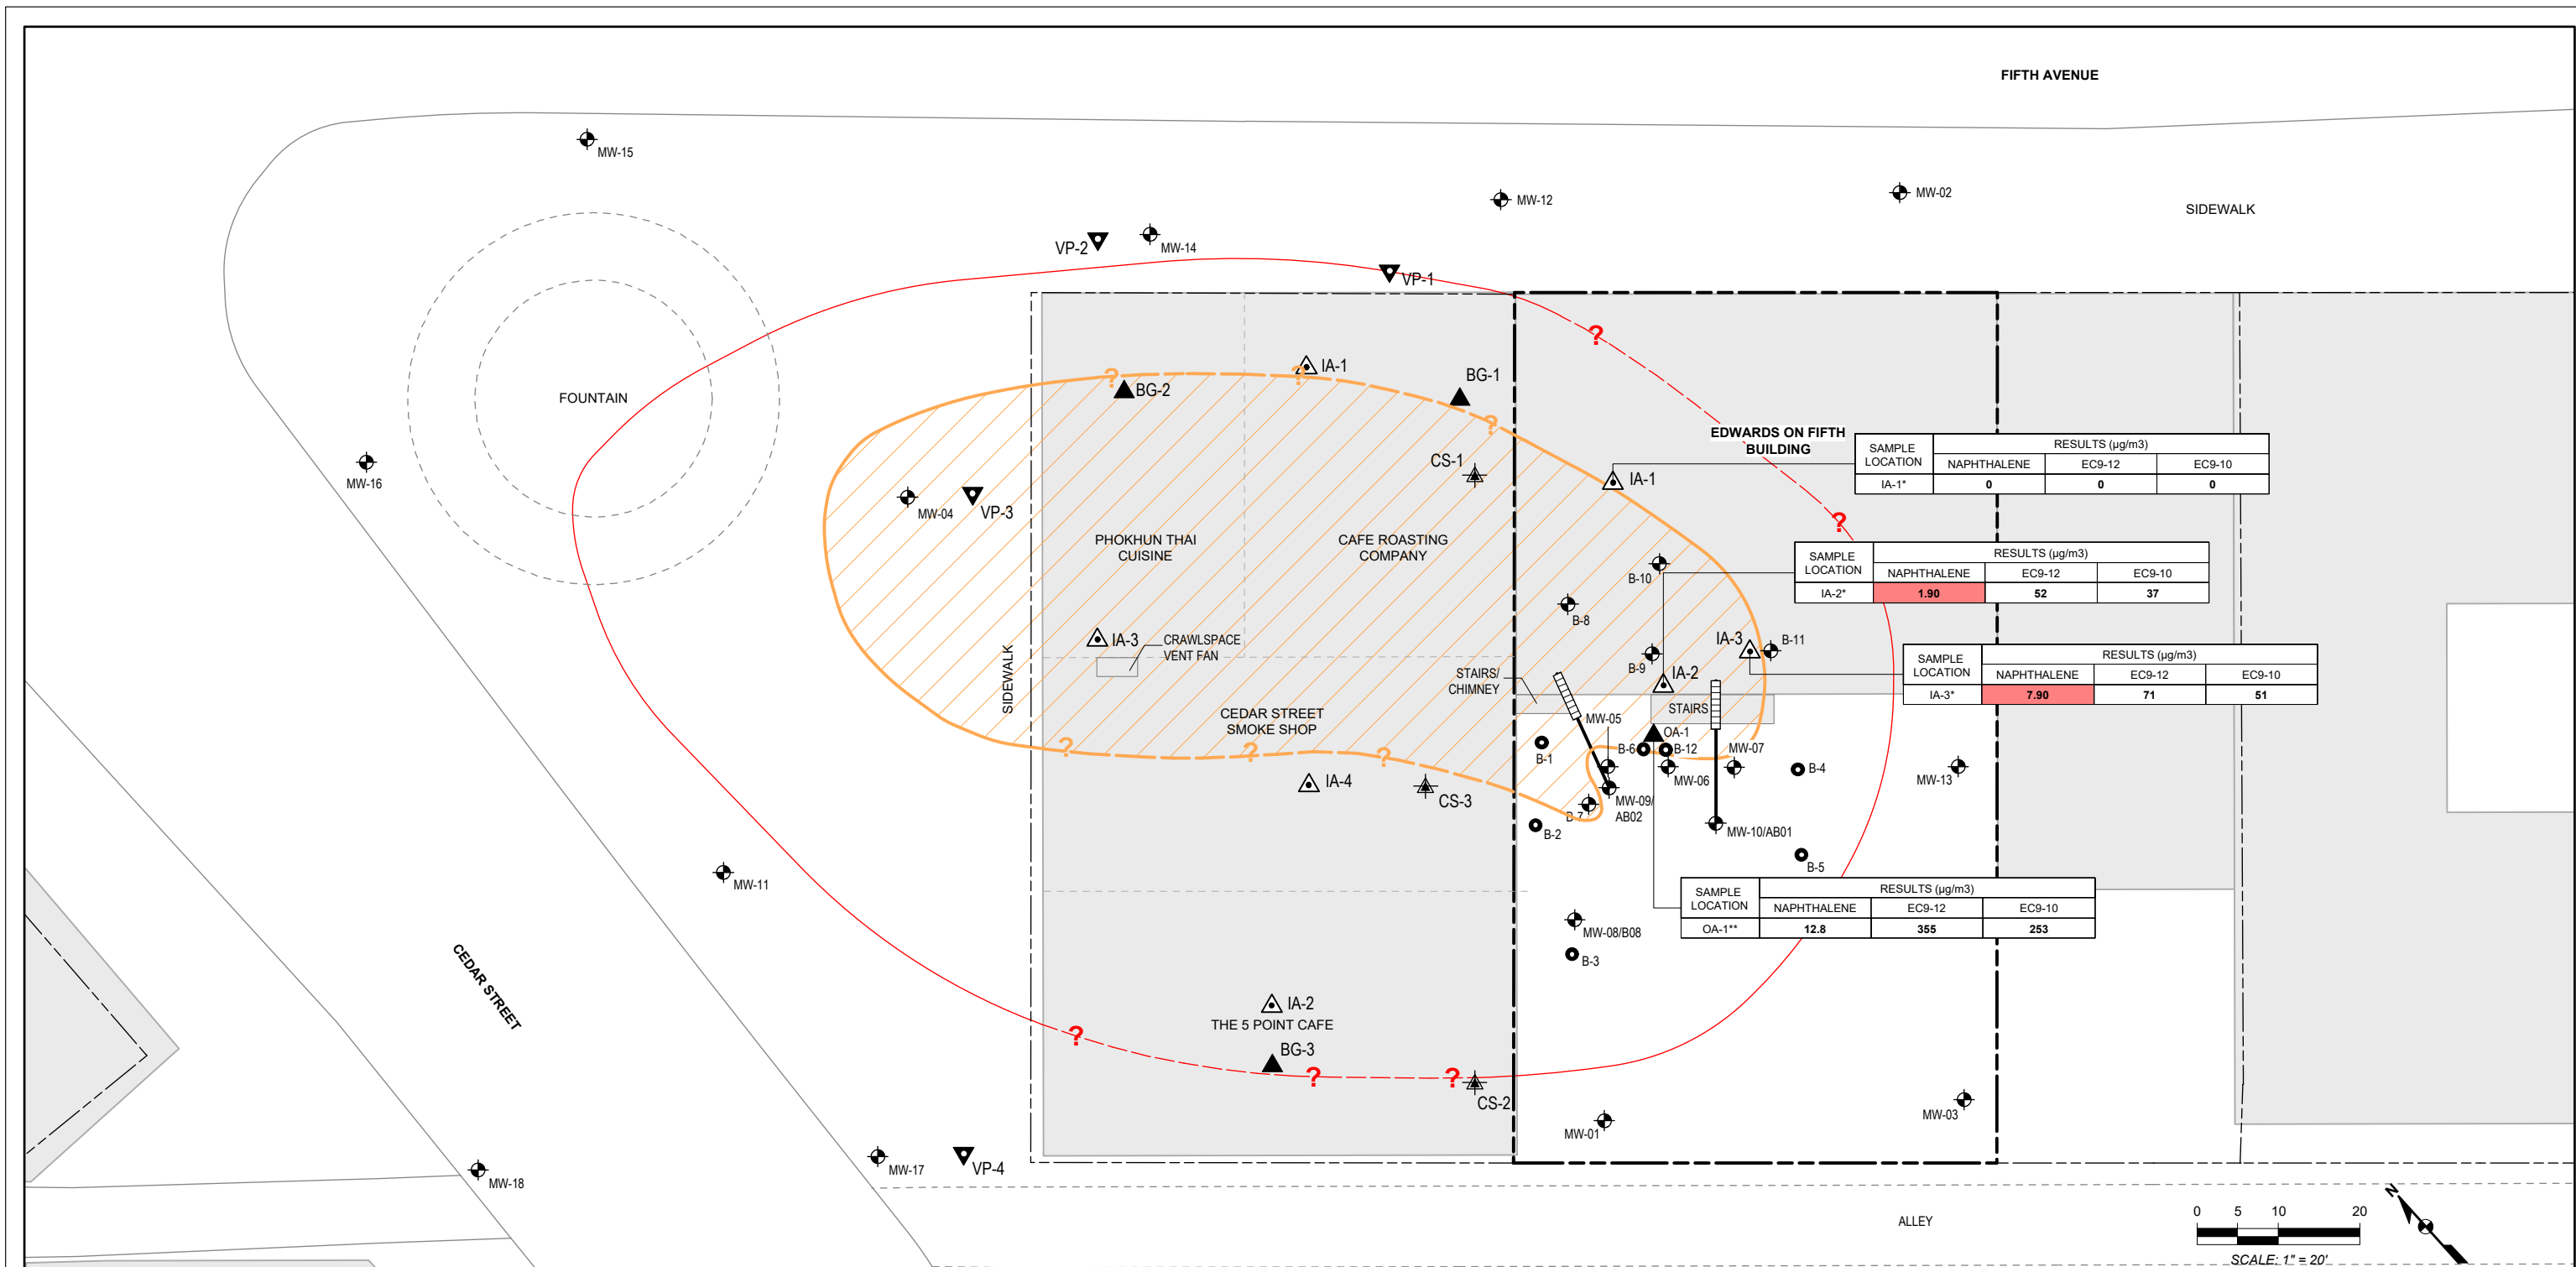 FIFTH AVENUE
MW-15
MW-12
MW-02
SIDEWALK
VP-2
MW-14
VP-1
?
IA-1
?
?
BG-2
BG-1
FOUNTAIN
?
EDWARDS ON FIFTH
BUILDING
SAMPLE
LOCATION
RESULTS (µg/m3)
NAPHTHALENE EC9-12 EC9-10
IA-1* 0 0 0
CS-1
IA-1
MW-16
MW-04
VP-3
?
PHOKHUN THAI
CUISINE
CAFE ROASTING
COMPANY
B-10
SAMPLE
LOCATION
RESULTS (µg/m3)
NAPHTHALENE EC9-12 EC9-10
IA-2* 1.90 52 37
B-8
IA-3
CRAWLSPACE
VENT FAN
IA-3
B-11
B-9
IA-2
SAMPLE
LOCATION
RESULTS (µg/m3)
NAPHTHALENE EC9-12 EC9-10
IA-3* 7.90 71 51
SIDEWALK
STAIRS/
CHIMNEY
STAIRS
CEDAR STREET
SMOKE SHOP
MW-05
OA-1
?
?
?
B-1
B-6
B-12
MW-07
MW-06
B-4
MW-13
IA-4
CS-3
B-7
MW-09/
AB02
B-2
MW-10/AB01
B-5
MW-11
SAMPLE
LOCATION
RESULTS (µg/m3)
NAPHTHALENE EC9-12 EC9-10
OA-1** 12.8 355 253
MW-08/B08
B-3
CEDAR STREET
IA-2
THE 5 POINT CAFE
?
BG-3
?
?
CS-2
MW-01
MW-03
MW-17
VP-4
MW-18
ALLEY
N
0 5 10 20
SCALE: 1" = 20'